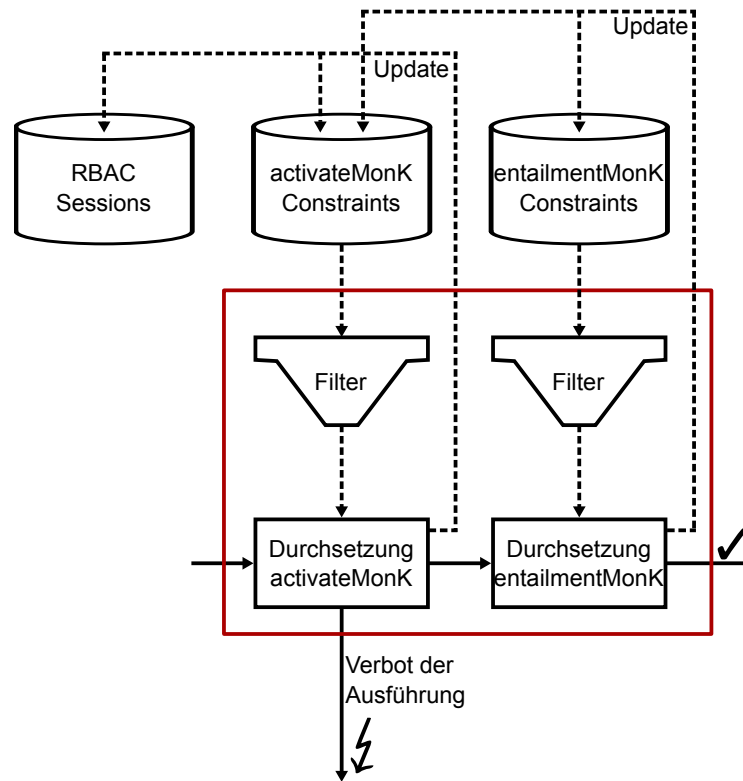 Update
Update
RBAC
Sessions
activateMonK
Constraints
entailmentMonK
Constraints
Filter
Filter
Durchsetzung
activateMonK
Durchsetzung
entailmentMonK
Verbot der
Ausführung